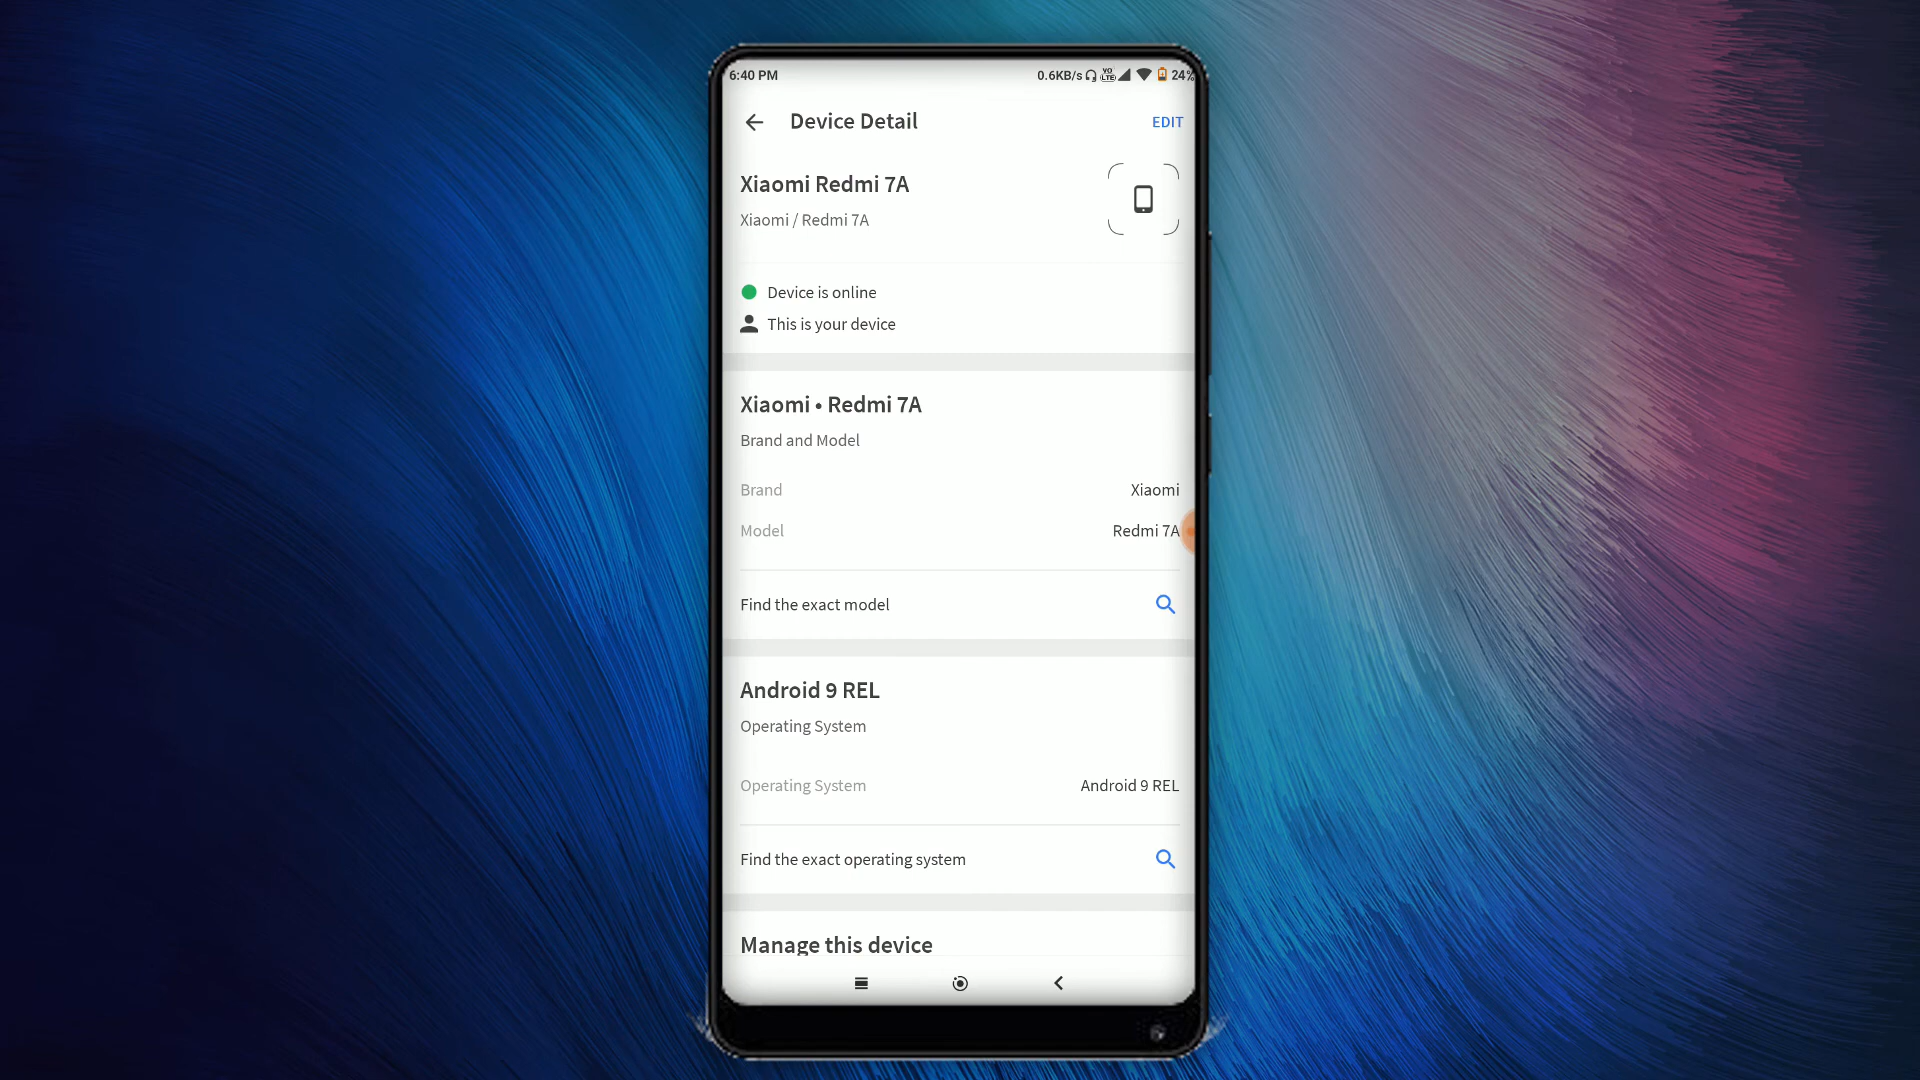 6:40 PM 0.6KB/s VO LTE 24%
Device Detail EDIT
Xiaomi Redmi 7A
Xiaomi / Redmi 7A
Device is online
This is your device
Xiaomi • Redmi 7A
Brand and Model
Brand Xiaomi
Model Redmi 7A
Find the exact model
Android 9 REL
Operating System
Operating System Android 9 REL
Find the exact operating system
Manage this device